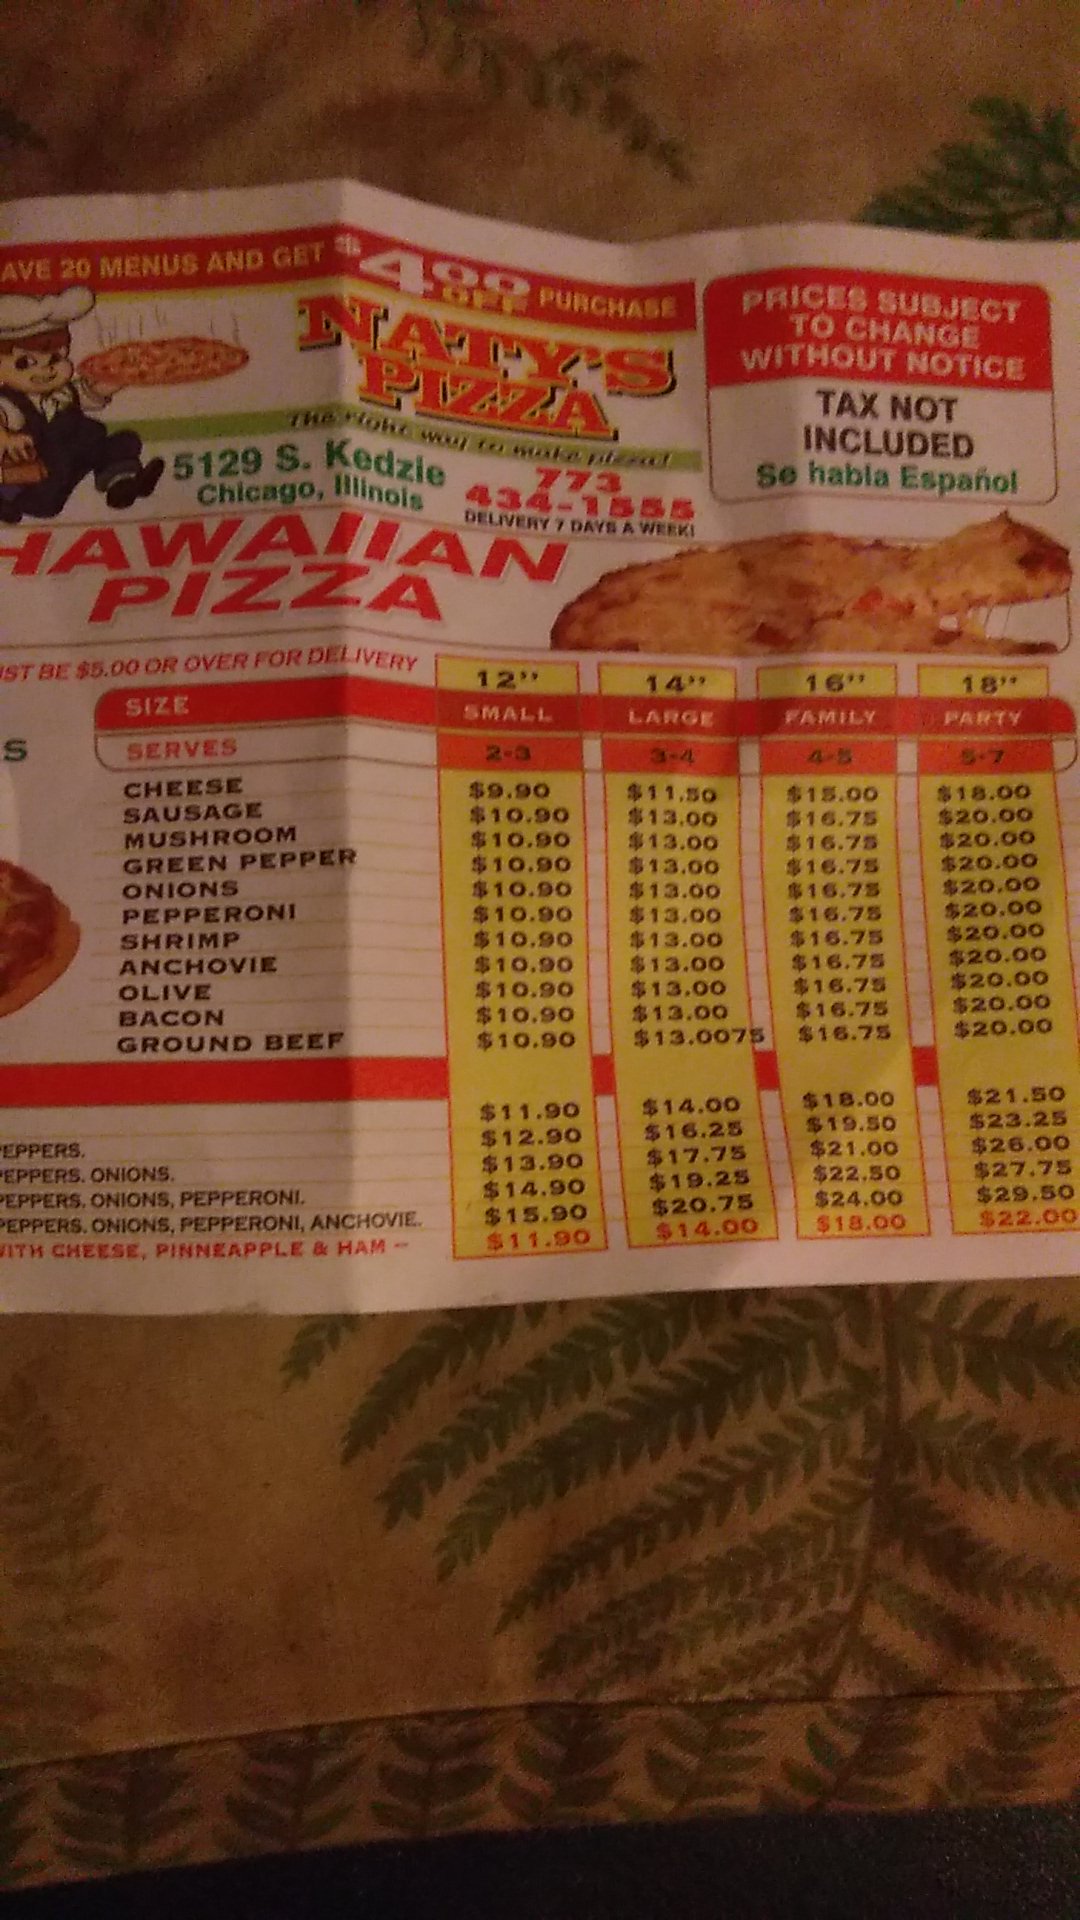 AVE 20 MENUS AND GET $4.00 OFF PURCHASE
NATY'S
PIZZA
The right way to make pizza!
5129 S. Kedzie
Chicago, Illinois
773
434-1555
DELIVERY 7 DAYS A WEEK!
PRICES SUBJECT
TO CHANGE
WITHOUT NOTICE
TAX NOT
INCLUDED
Se habla Español
HAWAIIAN
PIZZA
ST BE $5.00 OR OVER FOR DELIVERY
12" 14" 16" 18"
SIZE SMALL LARGE FAMILY PARTY
S
SERVES 2-3 3-4 4-5 5-7
CHEESE $9.90 $11.50 $15.00 $18.00
SAUSAGE $10.90 $13.00 $16.75 $20.00
MUSHROOM $10.90 $13.00 $16.75 $20.00
GREEN PEPPER $10.90 $13.00 $16.75 $20.00
ONIONS $10.90 $13.00 $16.75 $20.00
PEPPERONI $10.90 $13.00 $16.75 $20.00
SHRIMP $10.90 $13.00 $16.75 $20.00
ANCHOVIE $10.90 $13.00 $16.75 $20.00
OLIVE $10.90 $13.00 $16.75 $20.00
BACON $10.90 $13.00 $16.75 $20.00
GROUND BEEF $10.90 $13.0075 $16.75 $20.00
$11.90 $14.00 $18.00 $21.50
PEPPERS. $12.90 $16.25 $19.50 $23.25
PEPPERS. ONIONS. $13.90 $17.75 $21.00 $26.00
PEPPERS. ONIONS, PEPPERONI. $14.90 $19.25 $22.50 $27.75
PEPPERS. ONIONS, PEPPERONI, ANCHOVIE. $15.90 $20.75 $24.00 $29.50
WITH CHEESE, PINNEAPPLE & HAM – $11.90 $14.00 $18.00 $22.00